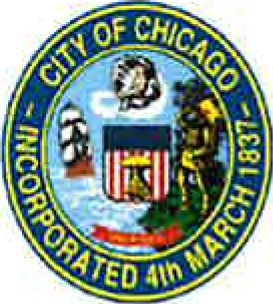 CITY OF CHICAGO
- INCORPORATED 4th MARCH 1837 -